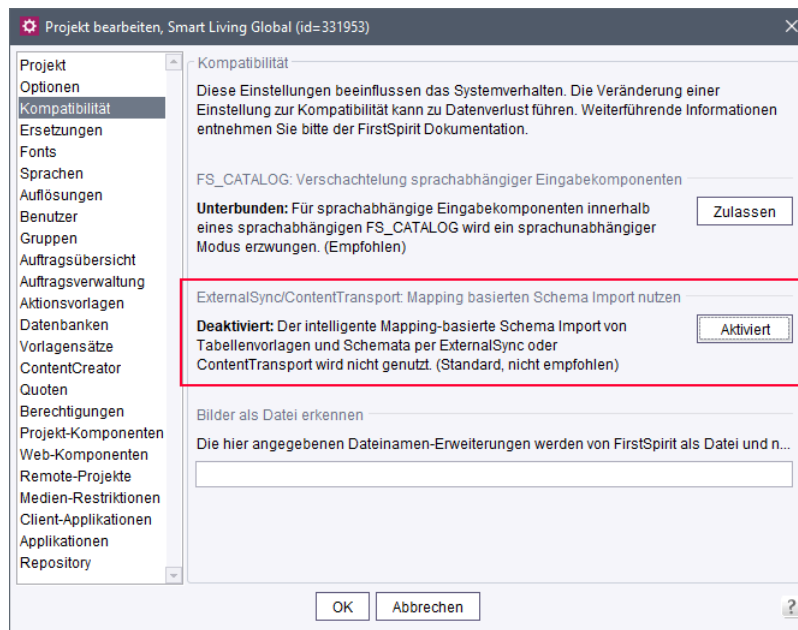 Projekt bearbeiten, Smart Living Global (id=331953)
Projekt
Optionen
Kompatibilität
Ersetzungen
Fonts
Sprachen
Auflösungen
Benutzer
Gruppen
Auftragsübersicht
Auftragsverwaltung
Aktionsvorlagen
Datenbanken
Vorlagensätze
ContentCreator
Quoten
Berechtigungen
Projekt-Komponenten
Web-Komponenten
Remote-Projekte
Medien-Restriktionen
Client-Applikationen
Applikationen
Repository
Kompatibilität
Diese Einstellungen beeinflussen das Systemverhalten. Die Veränderung einer
Einstellung zur Kompatibilität kann zu Datenverlust führen. Weiterführende Informationen
entnehmen Sie bitte der FirstSpirit Dokumentation.
FS_CATALOG: Verschachtelung sprachabhängiger Eingabekomponenten
Unterbunden: Für sprachabhängige Eingabekomponenten innerhalb
eines sprachabhängigen FS_CATALOG wird ein sprachunabhängiger
Modus erzwungen. (Empfohlen)
Zulassen
ExternalSync/ContentTransport: Mapping basierten Schema Import nutzen
Deaktiviert: Der intelligente Mapping-basierte Schema Import von
Tabellenvorlagen und Schemata per ExternalSync oder
ContentTransport wird nicht genutzt. (Standard, nicht empfohlen)
Aktiviert
Bilder als Datei erkennen
Die hier angegebenen Dateinamen-Erweiterungen werden von FirstSpirit als Datei und n...
OK
Abbrechen
?